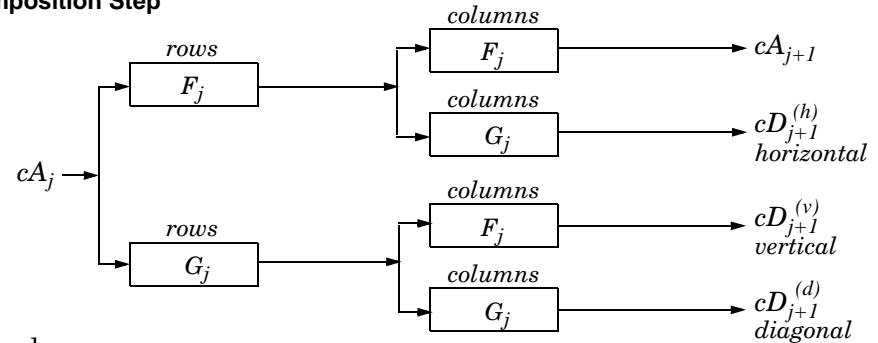 mposition Step
columns
rows
F_j
cA_{j+1}
F_j
columns
G_j
cD_{j+1}^{(h)}
horizontal
cA_j
columns
rows
F_j
cD_{j+1}^{(v)}
vertical
G_j
columns
G_j
cD_{j+1}^{(d)}
diagonal